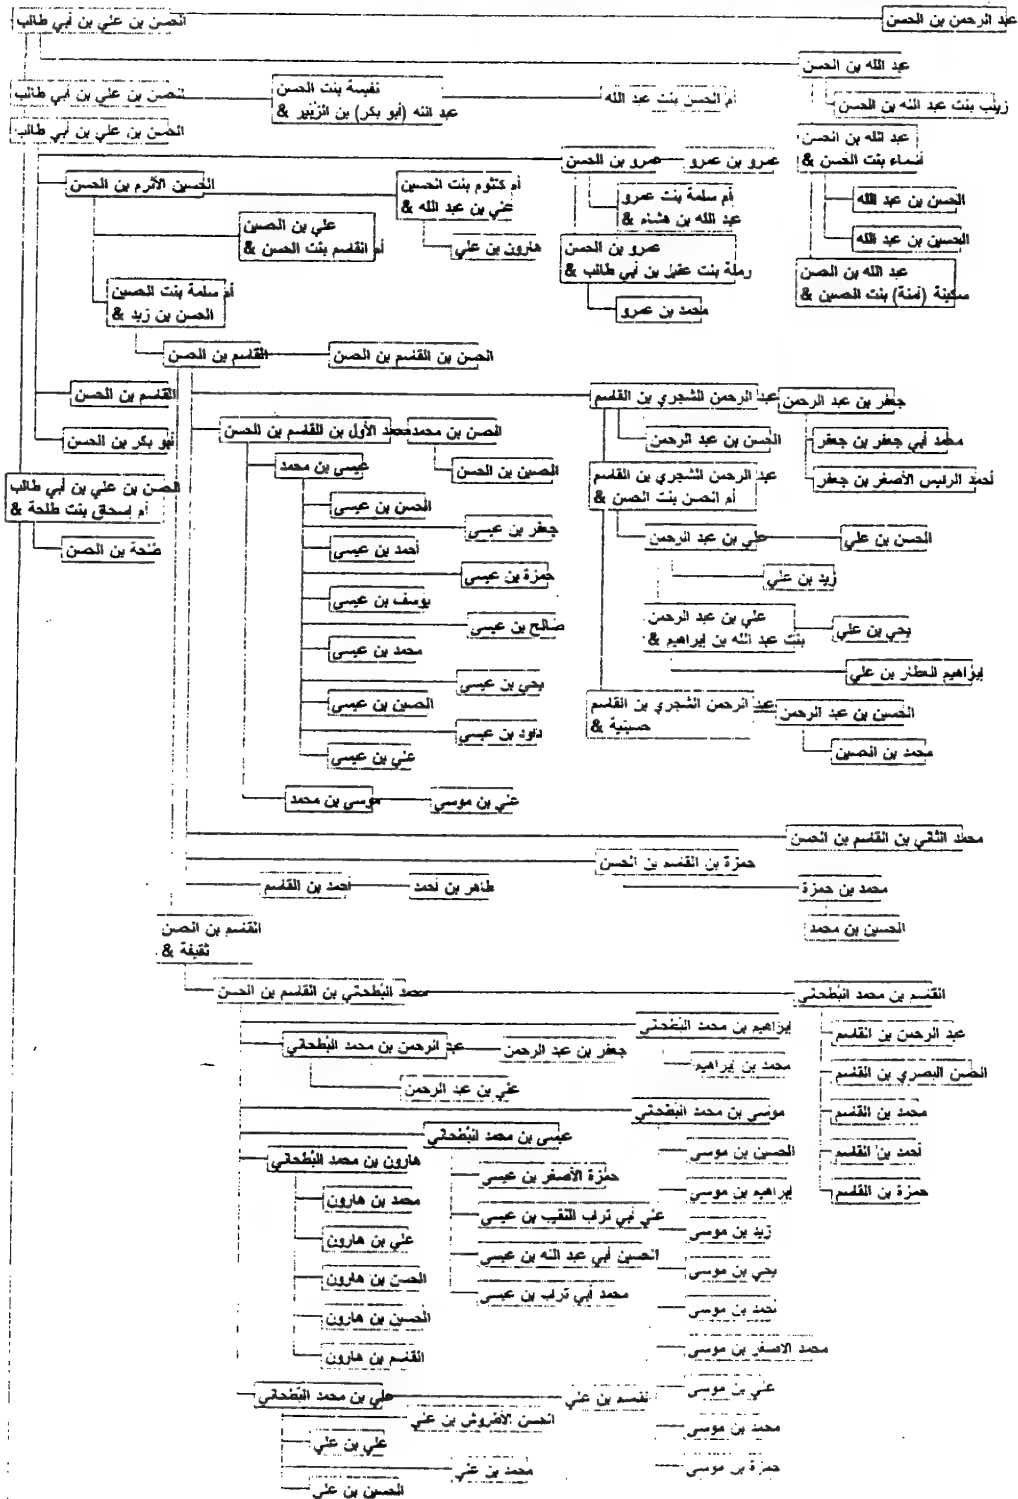 الحسن بن علي بن أبي طالب
عبد الرحمن بن الحسن
عبد الله بن الحسن
زينب بنت عبد الله بن الحسن
الحسن بن علي بن أبي طالب
نفيسة بنت الحسن
عبد الله (أبو بكر) بن الزبير &
أم الحسن بنت عبد الله
الحسن بن علي بن أبي طالب
عبد الله بن الحسن
أسماء بنت الحسن &
الحسن بن عبد الله
الحسين بن عبد الله
عبد الله بن الحسن
سكينة (آمنة) بنت الحسين &
عمرو بن الحسن
عمرو بن عمرو
أم سلمة بنت عمرو
عبد الله بن هشام &
عمرو بن الحسن
رملة بنت عقيل بن أبي طالب &
محمد بن عمرو
الحسين الأثرم بن الحسن
أم كلثوم بنت الحسين
علي بن عبد الله &
هارون بن علي
علي بن الحسين
أم القاسم بنت الحسن &
أم سلمة بنت الحسين
الحسن بن زيد &
القاسم بن الحسن
الحسن بن القاسم بن الحسن
القاسم بن الحسن
أبو بكر بن الحسن
الحسن بن علي بن أبي طالب
أم إسحاق بنت طلحة &
طلحة بن الحسن
عبد الرحمن الشجري بن القاسم
جعفر بن عبد الرحمن
محمد أبي جعفر بن جعفر
أحمد الرئيس الأصغر بن جعفر
الحسن بن عبد الرحمن
عبد الرحمن الشجري بن القاسم
أم الحسن بنت الحسن &
علي بن عبد الرحمن
الحسن بن علي
زيد بن علي
علي بن عبد الرحمن
بنت عبد الله بن إبراهيم &
يحي بن علي
إبراهيم العطار بن علي
عبد الرحمن الشجري بن القاسم
حسينية &
الحسين بن عبد الرحمن
محمد بن الحسين
محمد الأول بن القاسم بن الحسن
الحسن بن محمد
الحسين بن الحسن
عيسى بن محمد
الحسن بن عيسى
جعفر بن عيسى
أحمد بن عيسى
حمزة بن عيسى
يوسف بن عيسى
صالح بن عيسى
محمد بن عيسى
يحي بن عيسى
الحسين بن عيسى
داود بن عيسى
علي بن عيسى
موسى بن محمد
علي بن موسى
محمد الثاني بن القاسم بن الحسن
حمزة بن القاسم بن الحسن
محمد بن حمزة
الحسين بن محمد
أحمد بن القاسم
طاهر بن أحمد
القاسم بن الحسن
ثقيفة &
محمد البطحاني بن القاسم بن الحسن
القاسم بن محمد البطحاني
عبد الرحمن بن القاسم
الحسن البصري بن القاسم
محمد بن القاسم
أحمد بن القاسم
حمزة بن القاسم
إبراهيم بن محمد البطحاني
محمد بن إبراهيم
عبد الرحمن بن محمد البطحاني
جعفر بن عبد الرحمن
علي بن عبد الرحمن
موسى بن محمد البطحاني
الحسين بن موسى
إبراهيم بن موسى
زيد بن موسى
يحي بن موسى
أحمد بن موسى
محمد الأصغر بن موسى
علي بن موسى
محمد بن موسى
حمزة بن موسى
عيسى بن محمد البطحاني
حمزة الأصغر بن عيسى
علي أبي تراب النقيب بن عيسى
الحسين أبي عبد الله بن عيسى
محمد أبي تراب بن عيسى
هارون بن محمد البطحاني
محمد بن هارون
علي بن هارون
الحسن بن هارون
الحسين بن هارون
القاسم بن هارون
علي بن محمد البطحاني
القاسم بن علي
الحسن الأطروش بن علي
علي بن علي
محمد بن علي
الحسين بن علي